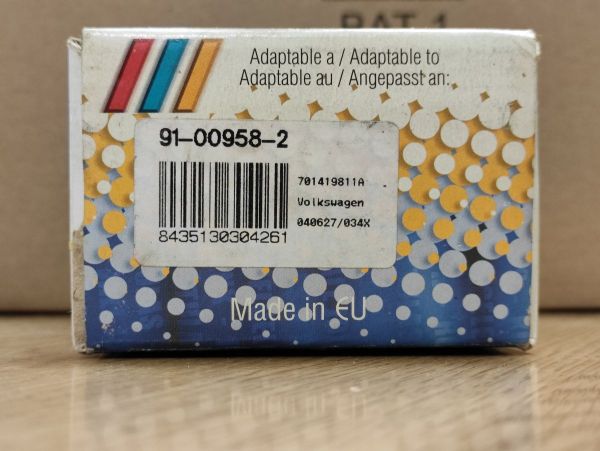 Adaptable a / Adaptable to
Adaptable au / Angepasst an:
91-00958-2
701419811A
Volkswagen
040627/034X
8435130304261
Made in EU